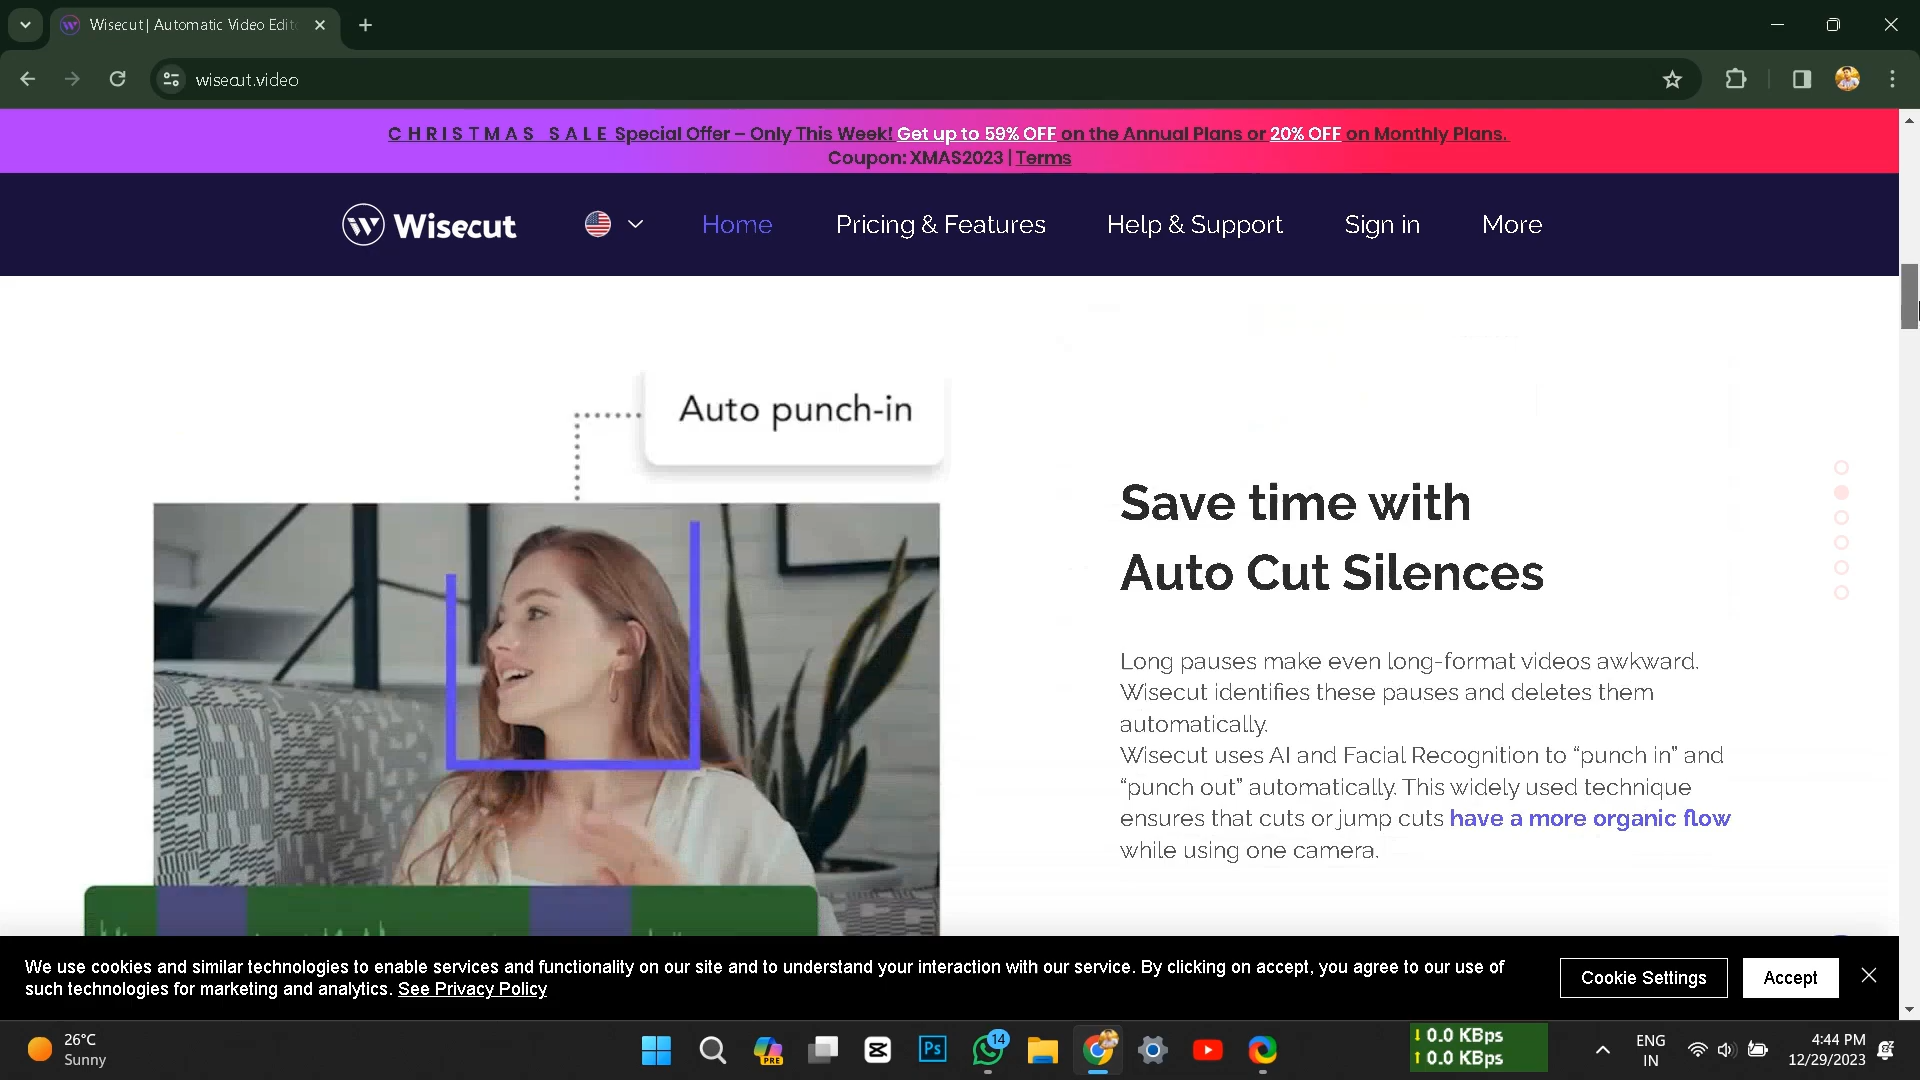 Wisecut | Automatic Video Edit
wisecut.video
CHRISTMAS SALE Special Offer – Only This Week! Get up to 59% OFF on the Annual Plans or 20% OFF on Monthly Plans.
Coupon: XMAS2023 | Terms
Wisecut
Home
Pricing & Features
Help & Support
Sign in
More
Auto punch-in
Save time with
Auto Cut Silences
Long pauses make even long-format videos awkward.
Wisecut identifies these pauses and deletes them
automatically.
Wisecut uses AI and Facial Recognition to “punch in” and
“punch out” automatically. This widely used technique
ensures that cuts or jump cuts have a more organic flow
while using one camera.
We use cookies and similar technologies to enable services and functionality on our site and to understand your interaction with our service. By clicking on accept, you agree to our use of
such technologies for marketing and analytics. See Privacy Policy
Cookie Settings
Accept
26°C
Sunny
PRE
Ps
14
0.0 KBps
0.0 KBps
ENG
IN
4:44 PM
12/29/2023